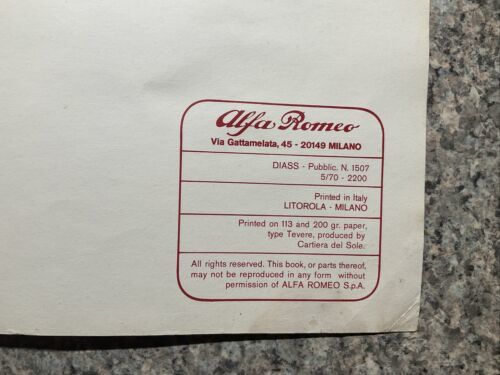 Alfa Romeo
Via Gattamelata, 45 - 20149 MILANO
DIASS - Pubblic. N. 1507
5/70 - 2200
Printed in Italy
LITOROLA - MILANO
Printed on 113 and 200 gr. paper,
type Tevere, produced by
Cartiera del Sole.
All rights reserved. This book, or parts thereof,
may not be reproduced in any form without
permission of ALFA ROMEO S.p.A.